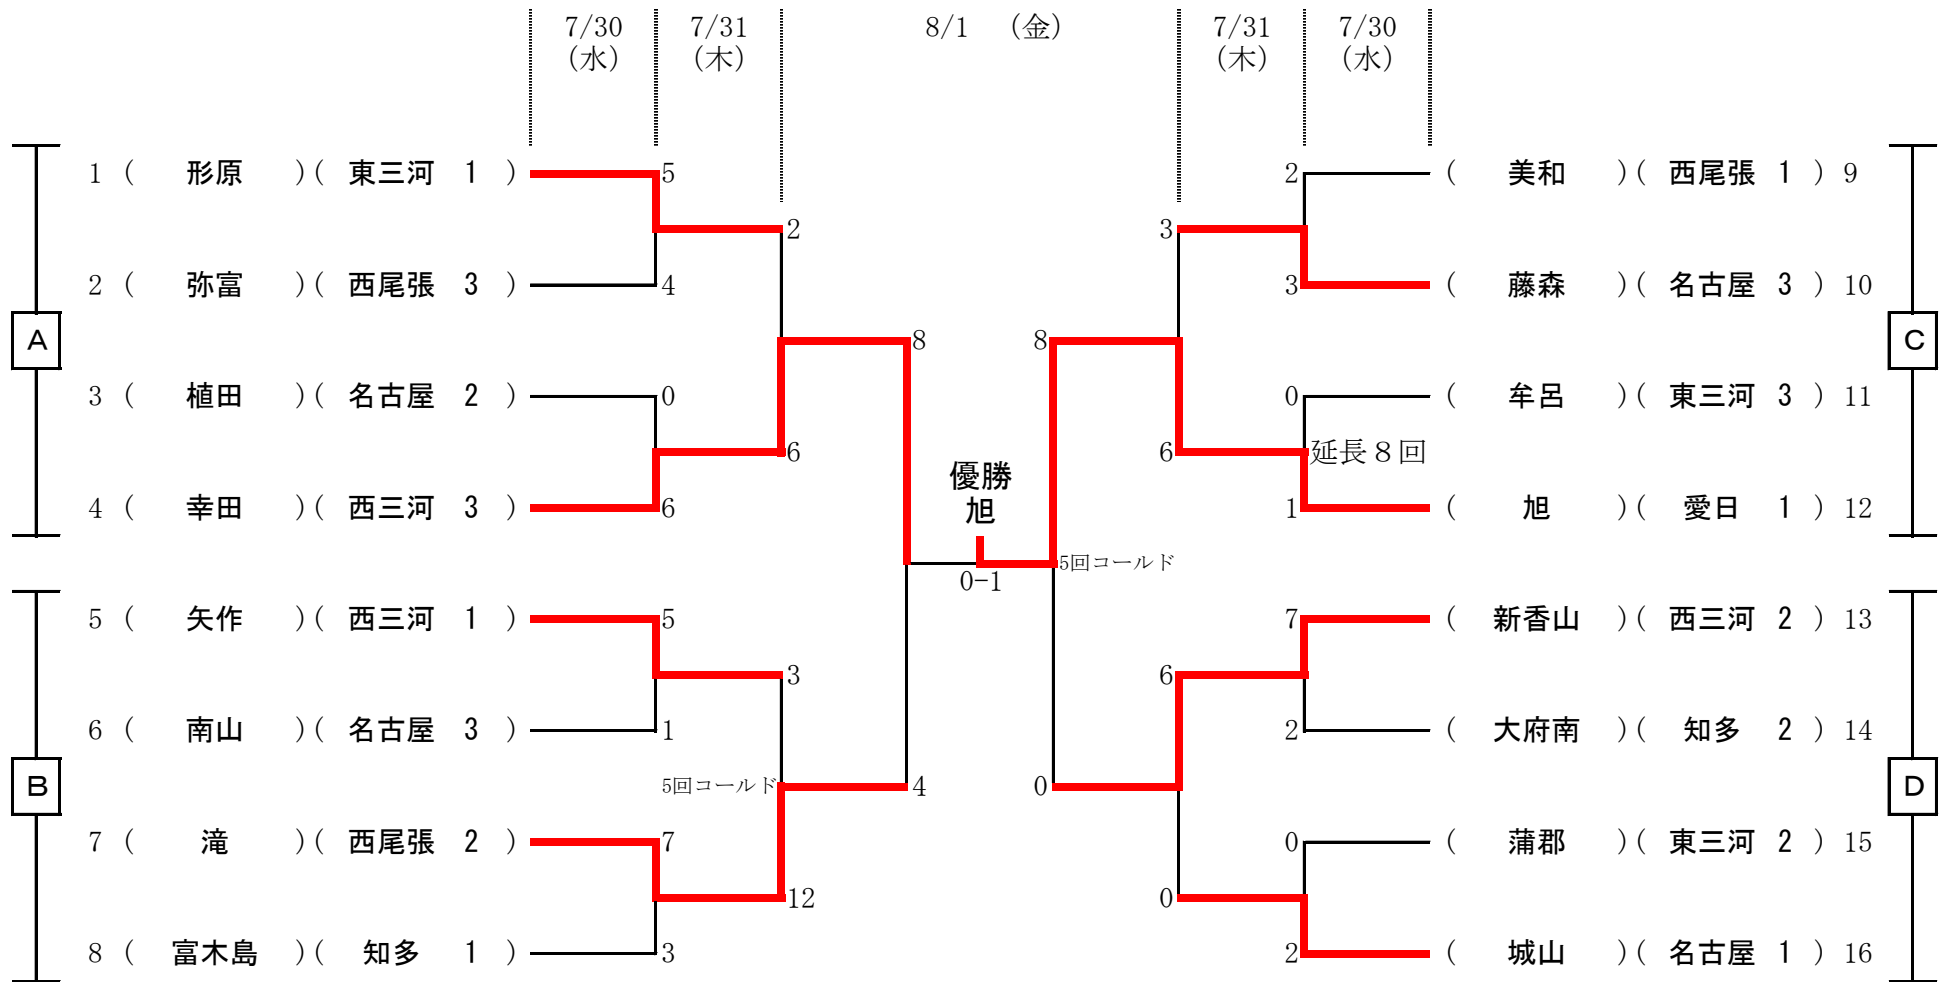 7/30 7/31 8/1 (金) 7/31 7/30
(水) (木) (木) (水)
1 ( 形原 )( 東三河 1 ) 5 2 ( 美和 )( 西尾張 1 ) 9
2 3
2 ( 弥富 )( 西尾張 3 ) 4 3 ( 藤森 )( 名古屋 3 ) 10
A 8 8 C
3 ( 植田 )( 名古屋 2 ) 0 0 ( 牟呂 )( 東三河 3 ) 11
6 6 延長8回
優勝
4 ( 幸田 )( 西三河 3 ) 6 旭 1 ( 旭 )( 愛日 1 ) 12
5回コールド
0-1
5 ( 矢作 )( 西三河 1 ) 5 7 ( 新香山 )( 西三河 2 ) 13
3 6
6 ( 南山 )( 名古屋 3 ) 1 2 ( 大府南 )( 知多 2 ) 14
B 5回コールド 4 0 D
7 ( 滝 )( 西尾張 2 ) 7 0 ( 蒲郡 )( 東三河 2 ) 15
12 0
8 ( 富木島 )( 知多 1 ) 3 2 ( 城山 )( 名古屋 1 ) 16